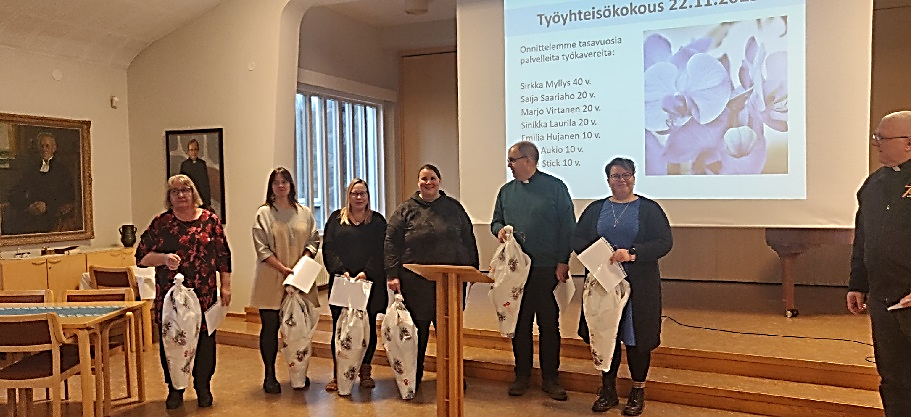 Työyhteisökokous 22.11.202
Onnittelemme tasavuosia
palvelleita työkavereita:
Sirkka Myllys 40 v.
Saija Saariaho 20 v.
Marjo Virtanen 20 v.
Sinikka Laurila 20 v.
Emilia Hujanen 10 v.
Aukio 10 v.
Stick 10 v.